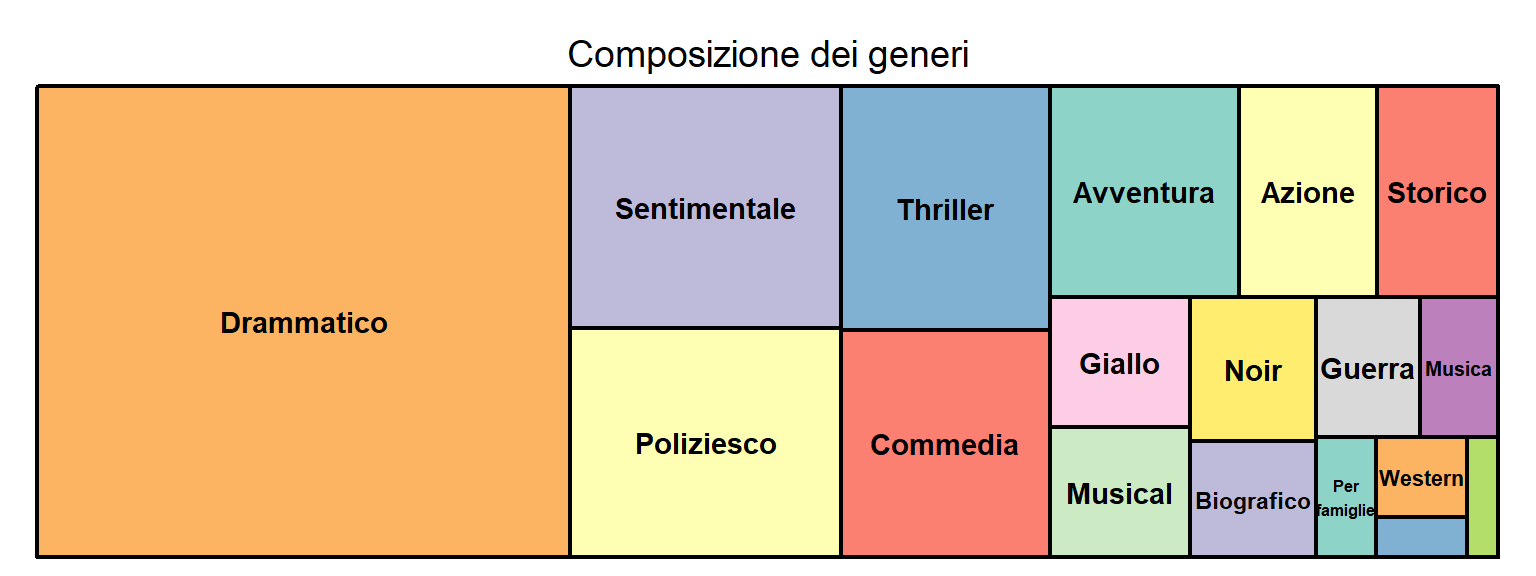 Composizione dei generi
Drammatico
Sentimentale
Poliziesco
Thriller
Commedia
Avventura
Azione
Storico
Giallo
Noir
Guerra
Musica
Musical
Biografico
Per
famiglie
Western